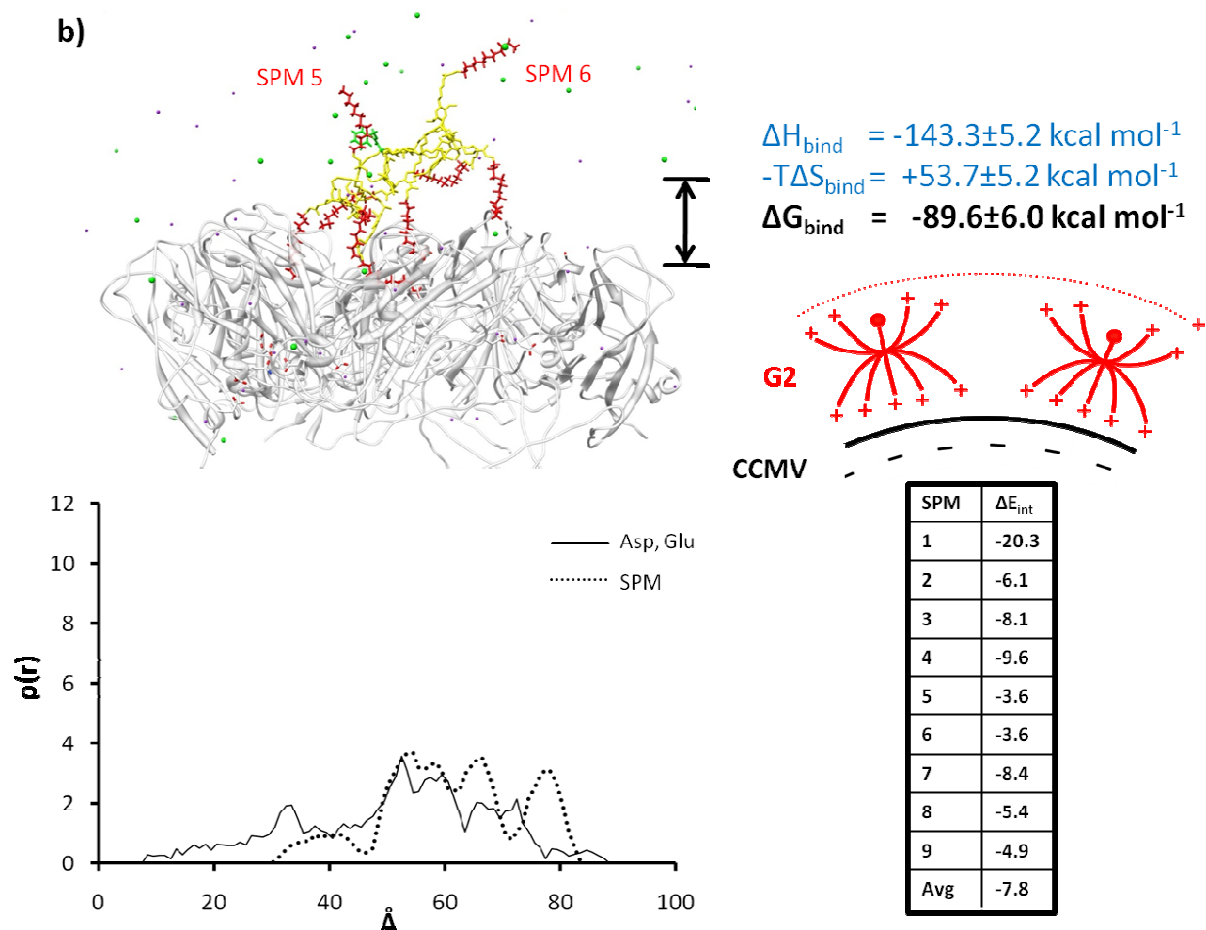 b)
SPM 5
SPM 6
ΔHbind = -143.3±5.2 kcal mol-1
-TΔSbind = +53.7±5.2 kcal mol-1
ΔGbind = -89.6±6.0 kcal mol-1
G2
CCMV
12
10
8
6
4
2
0
p(r)
Asp, Glu
SPM
0 20 40 60 80 100
Å
SPM ΔEint
1 -20.3
2 -6.1
3 -8.1
4 -9.6
5 -3.6
6 -3.6
7 -8.4
8 -5.4
9 -4.9
Avg -7.8